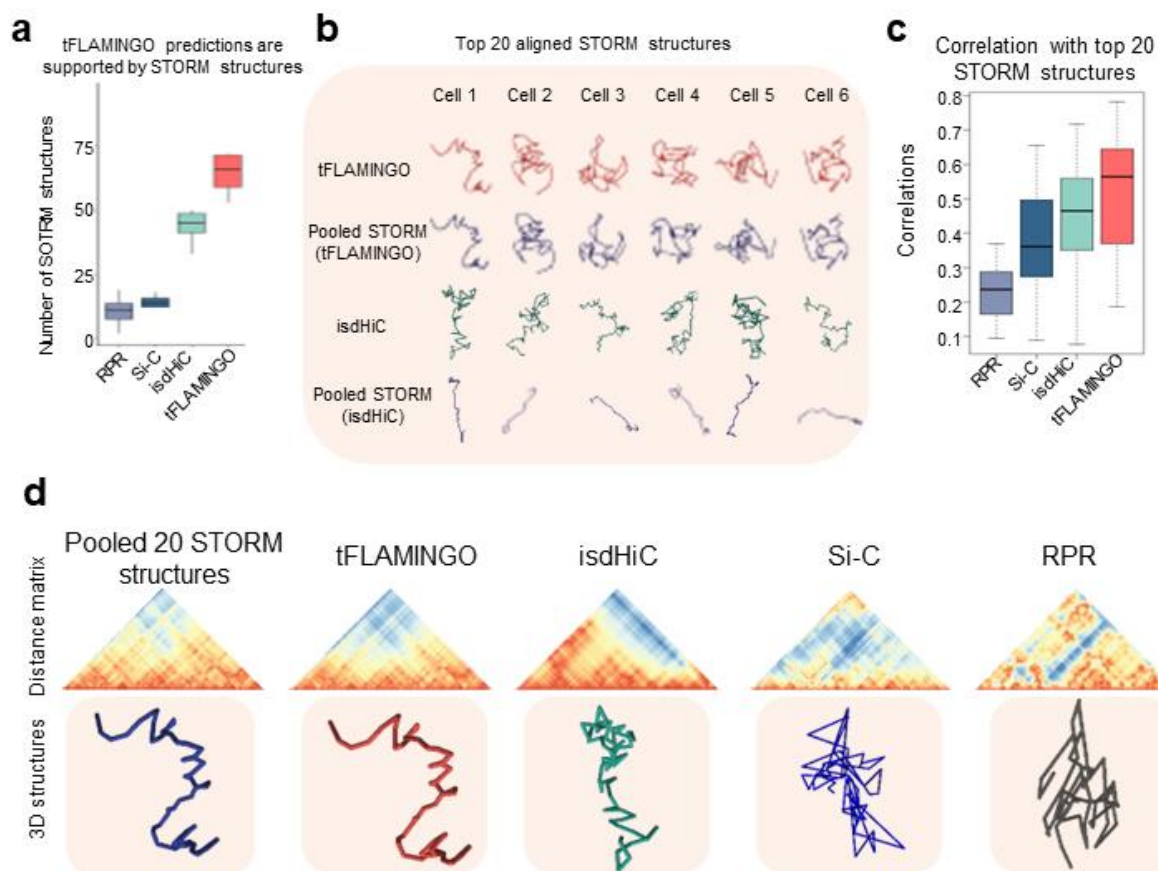 a
tFLAMINGO predictions are
supported by STORM structures
Number of SOTRM structures
75
50
25
0
RPR
Si-C
isdHiC
tFLAMINGO
b
Top 20 aligned STORM structures
Cell 1 Cell 2 Cell 3 Cell 4 Cell 5 Cell 6
tFLAMINGO
Pooled STORM
(tFLAMINGO)
isdHiC
Pooled STORM
(isdHiC)
c
Correlation with top 20
STORM structures
Correlations
0.8
0.7
0.6
0.5
0.4
0.3
0.2
0.1
RPR
Si-C
isdHiC
tFLAMINGO
d
Pooled 20 STORM
structures
tFLAMINGO
isdHiC
Si-C
RPR
Distance matrix
3D structures